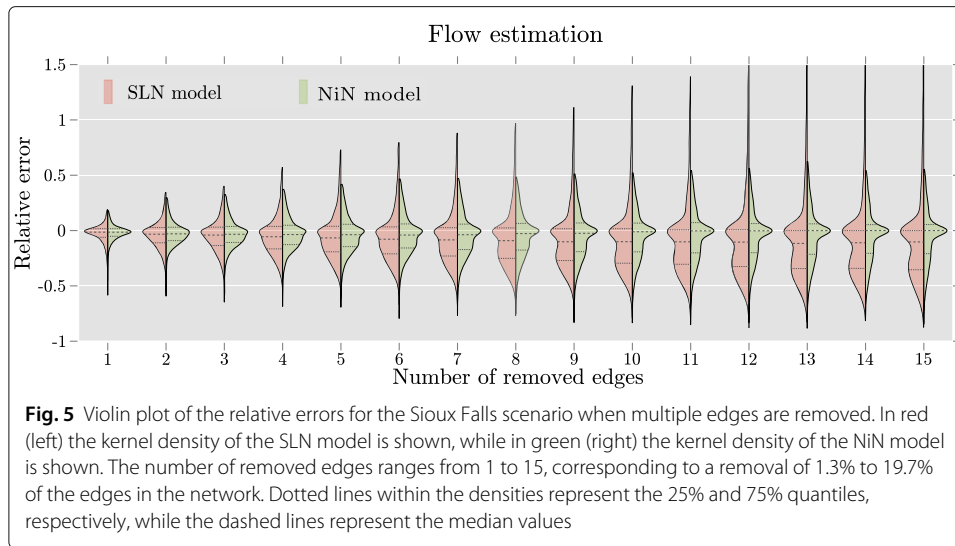 Flow estimation
SLN model
NiN model
Relative error
1.5
1
0.5
0
-0.5
-1
1 2 3 4 5 6 7 8 9 10 11 12 13 14 15
Number of removed edges
Fig. 5 Violin plot of the relative errors for the Sioux Falls scenario when multiple edges are removed. In red
(left) the kernel density of the SLN model is shown, while in green (right) the kernel density of the NiN model
is shown. The number of removed edges ranges from 1 to 15, corresponding to a removal of 1.3% to 19.7%
of the edges in the network. Dotted lines within the densities represent the 25% and 75% quantiles,
respectively, while the dashed lines represent the median values